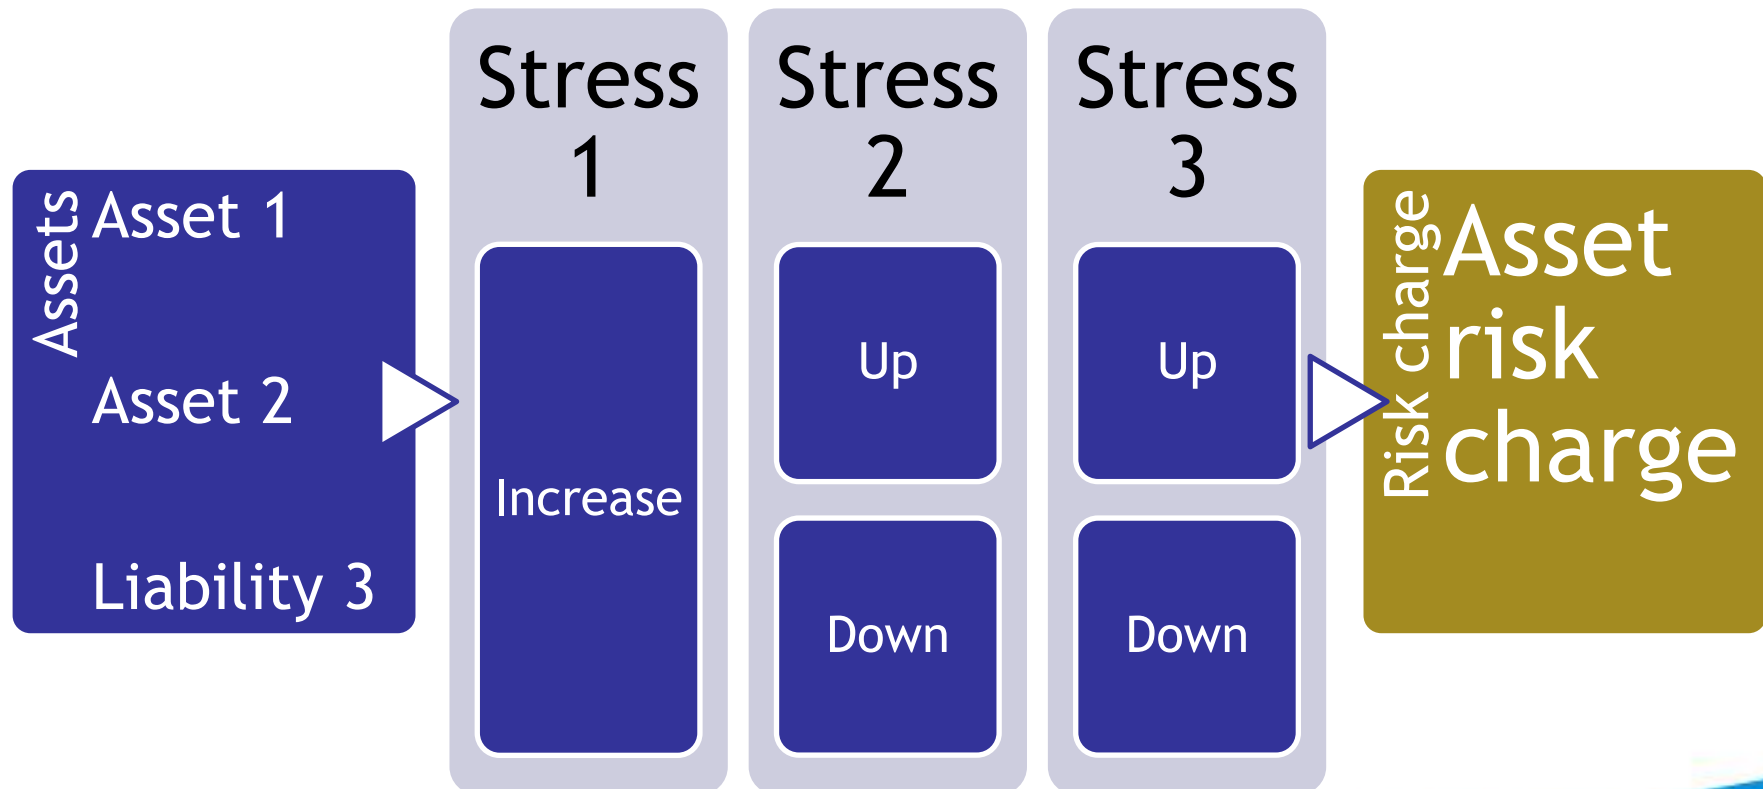 Assets
Asset 1
Asset 2
Liability 3
Stress
1
Increase
Stress
2
Up
Down
Stress
3
Up
Down
Risk charge
Asset
risk
charge